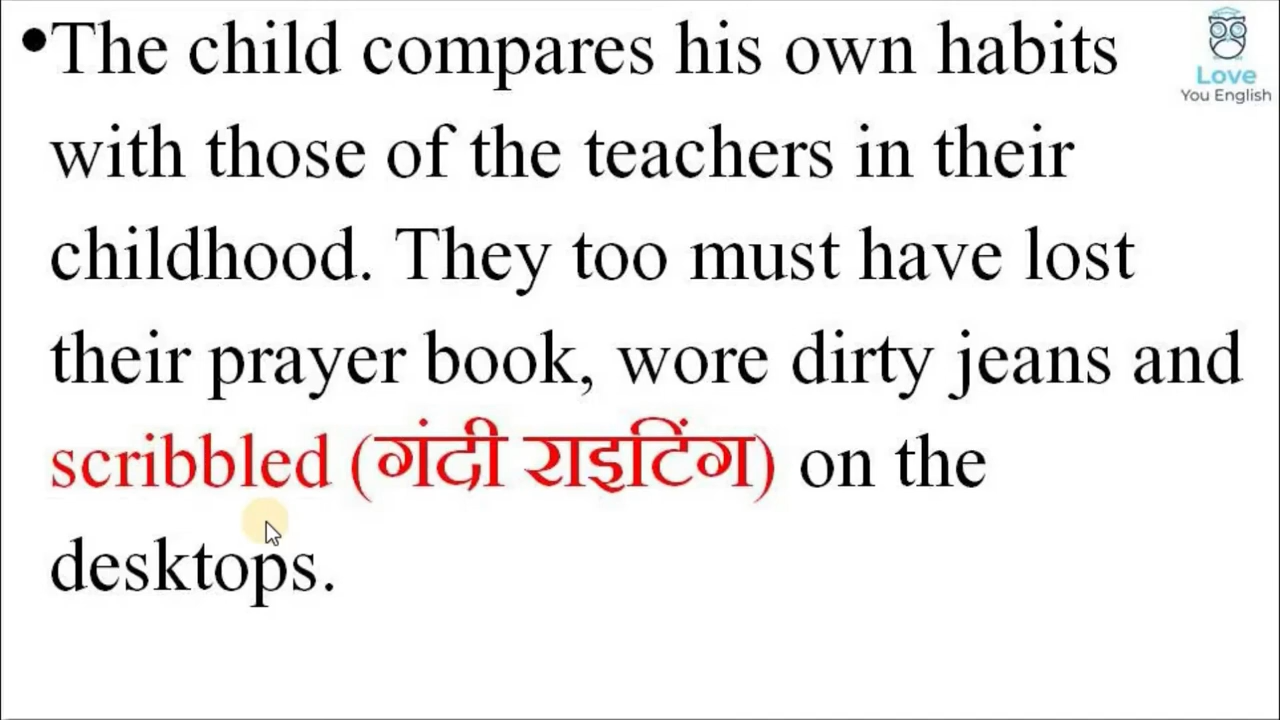 •The child compares his own habits
with those of the teachers in their
childhood. They too must have lost
their prayer book, wore dirty jeans and
scribbled (गंदी राइटिंग) on the
desktops.
Love
You English